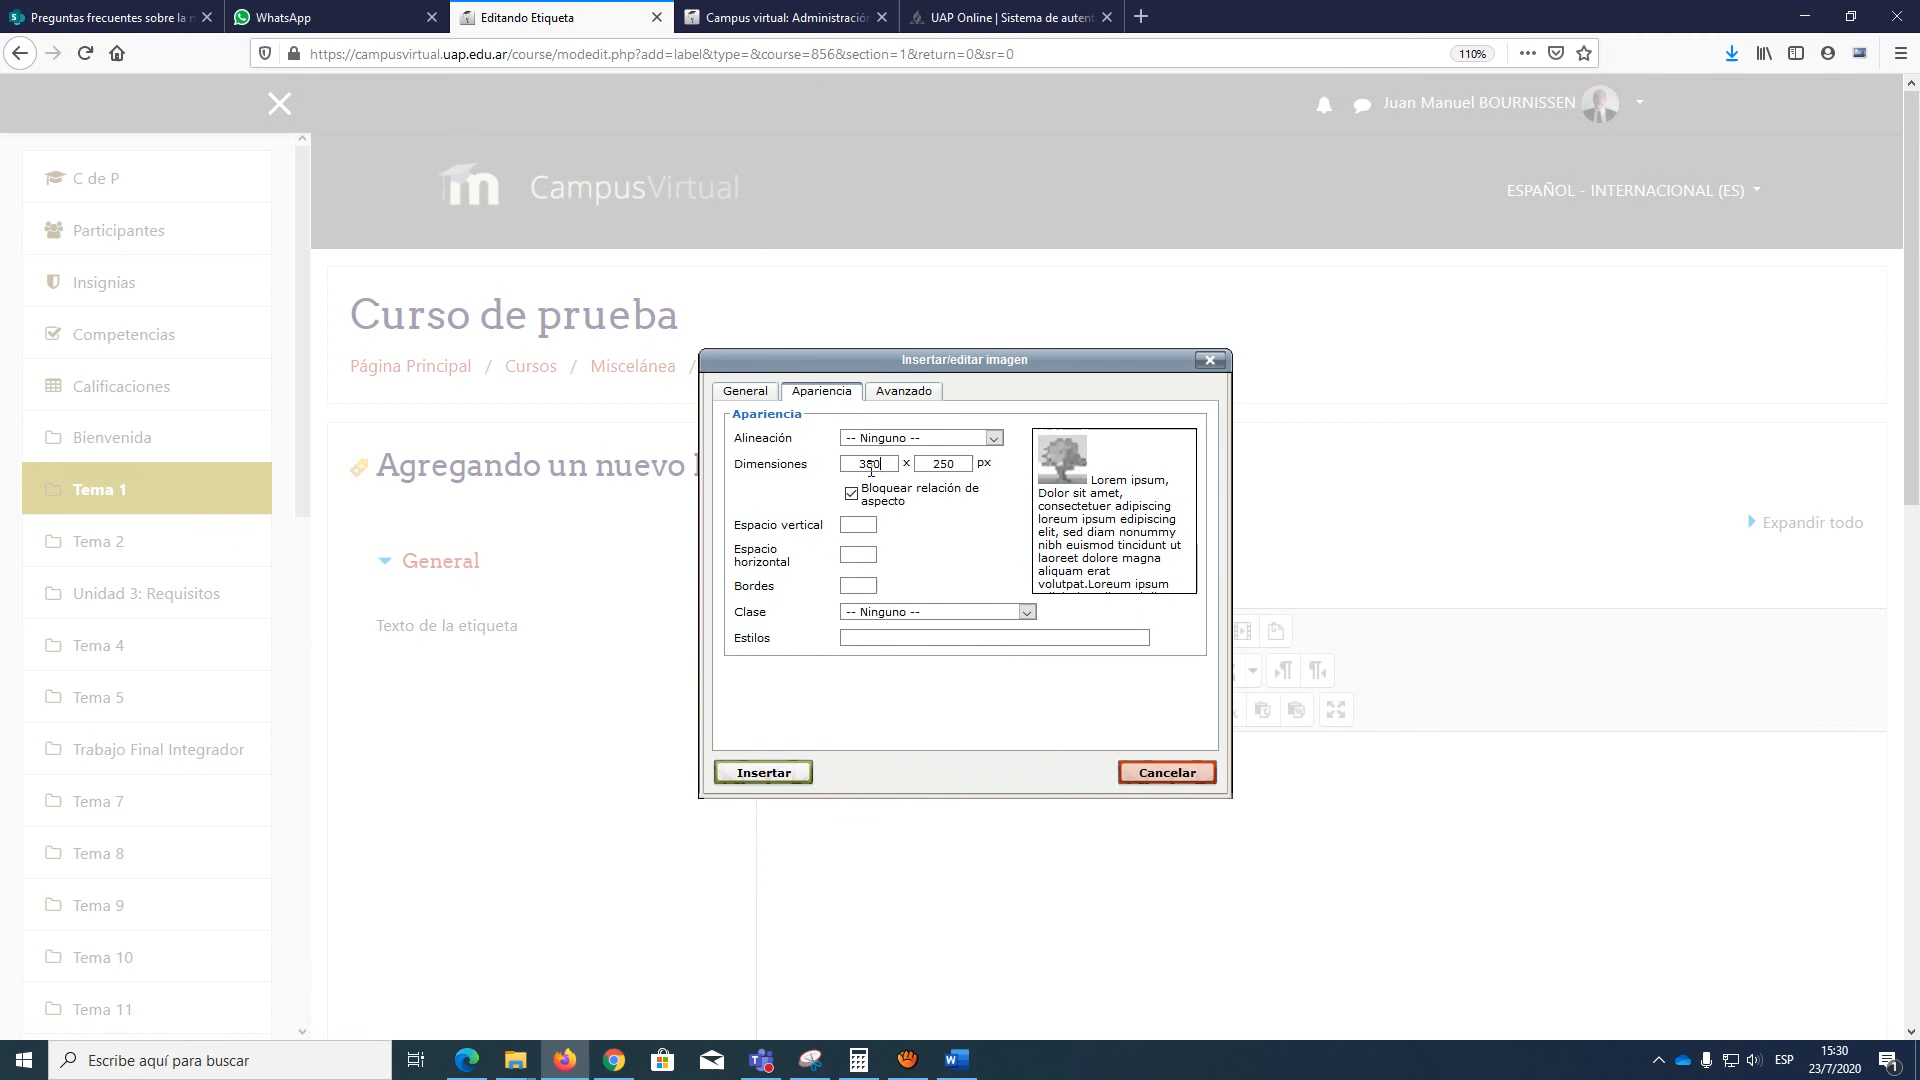 Preguntas frecuentes sobre la n
WhatsApp
Editando Etiqueta
Campus virtual: Administración
UAP Online | Sistema de autent
https://campusvirtual.uap.edu.ar/course/modedit.php?add=label&type=&course=856&section=1&return=0&sr=0
110%
Juan Manuel BOURNISSEN
CampusVirtual
ESPAÑOL - INTERNACIONAL (ES)
C de P
Participantes
Insignias
Competencias
Calificaciones
Bienvenida
Tema 1
Tema 2
Unidad 3: Requisitos
Tema 4
Tema 5
Trabajo Final Integrador
Tema 7
Tema 8
Tema 9
Tema 10
Tema 11
Curso de prueba
Página Principal / Cursos / Miscelánea /
Agregando un nuevo
Expandir todo
General
Texto de la etiqueta
Insertar/editar imagen
General
Apariencia
Avanzado
Apariencia
Alineación
-- Ninguno --
Dimensiones
x 250 px
Bloquear relación de
aspecto
Espacio vertical
Espacio
horizontal
Bordes
Clase
-- Ninguno --
Estilos
Lorem ipsum,
Dolor sit amet,
consectetuer adipiscing
loreum ipsum edipiscing
elit, sed diam nonummy
nibh euismod tincidunt ut
laoreet dolore magna
aliquam erat
volutpat.Loreum ipsum
Insertar
Cancelar
Escribe aquí para buscar
ESP
15:30
23/7/2020
1